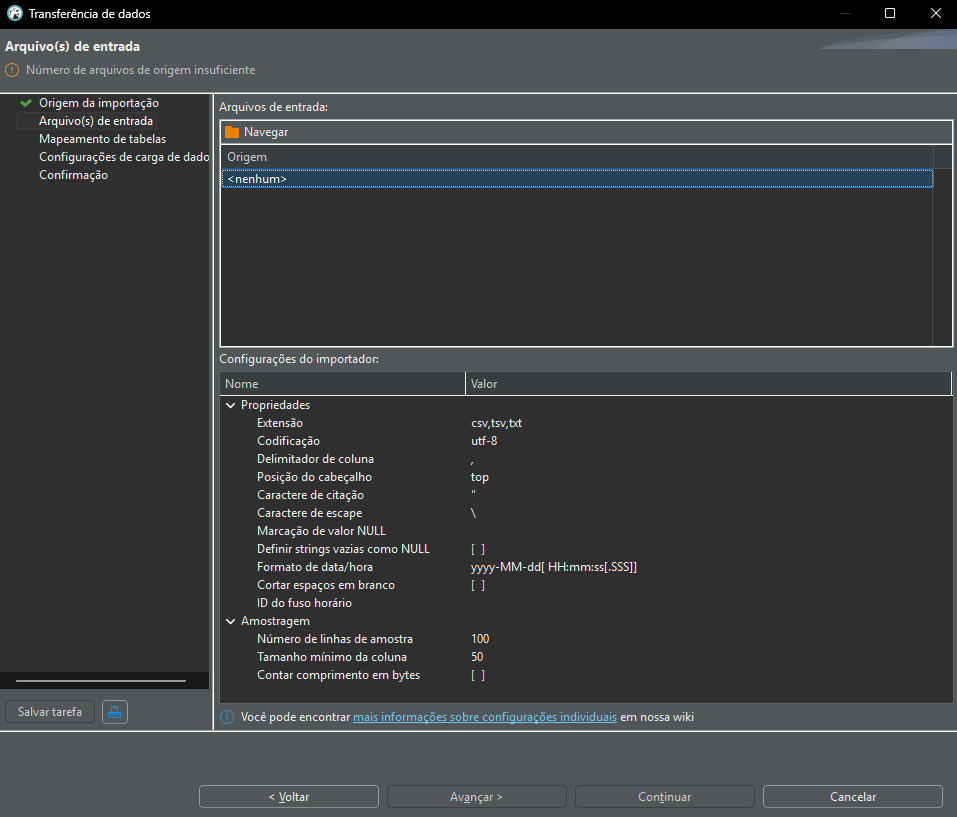 Transferência de dados
Arquivo(s) de entrada
Número de arquivos de origem insuficiente
Origem da importação
Arquivo(s) de entrada
Mapeamento de tabelas
Configurações de carga de dado
Confirmação
Salvar tarefa
Arquivos de entrada:
Navegar
Origem
<nenhum>
Configurações do importador:
Nome Valor
Propriedades
Extensão csv,tsv,txt
Codificação utf-8
Delimitador de coluna ,
Posição do cabeçalho top
Caractere de citação "
Caractere de escape \
Marcação de valor NULL
Definir strings vazias como NULL [ ]
Formato de data/hora yyyy-MM-dd[ HH:mm:ss[.SSS]]
Cortar espaços em branco [ ]
ID do fuso horário
Amostragem
Número de linhas de amostra 100
Tamanho mínimo da coluna 50
Contar comprimento em bytes [ ]
Você pode encontrar mais informações sobre configurações individuais em nossa wiki
< Voltar Avançar > Continuar Cancelar